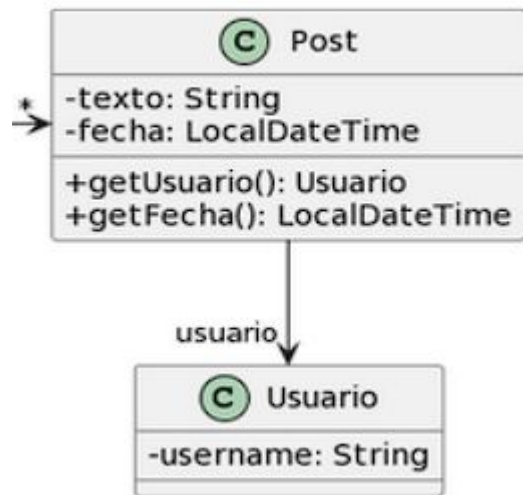 C Post
-texto: String
-fecha: LocalDateTime
*
+getUsuario(): Usuario
+getFecha(): LocalDateTime
usuario
C Usuario
-username: String